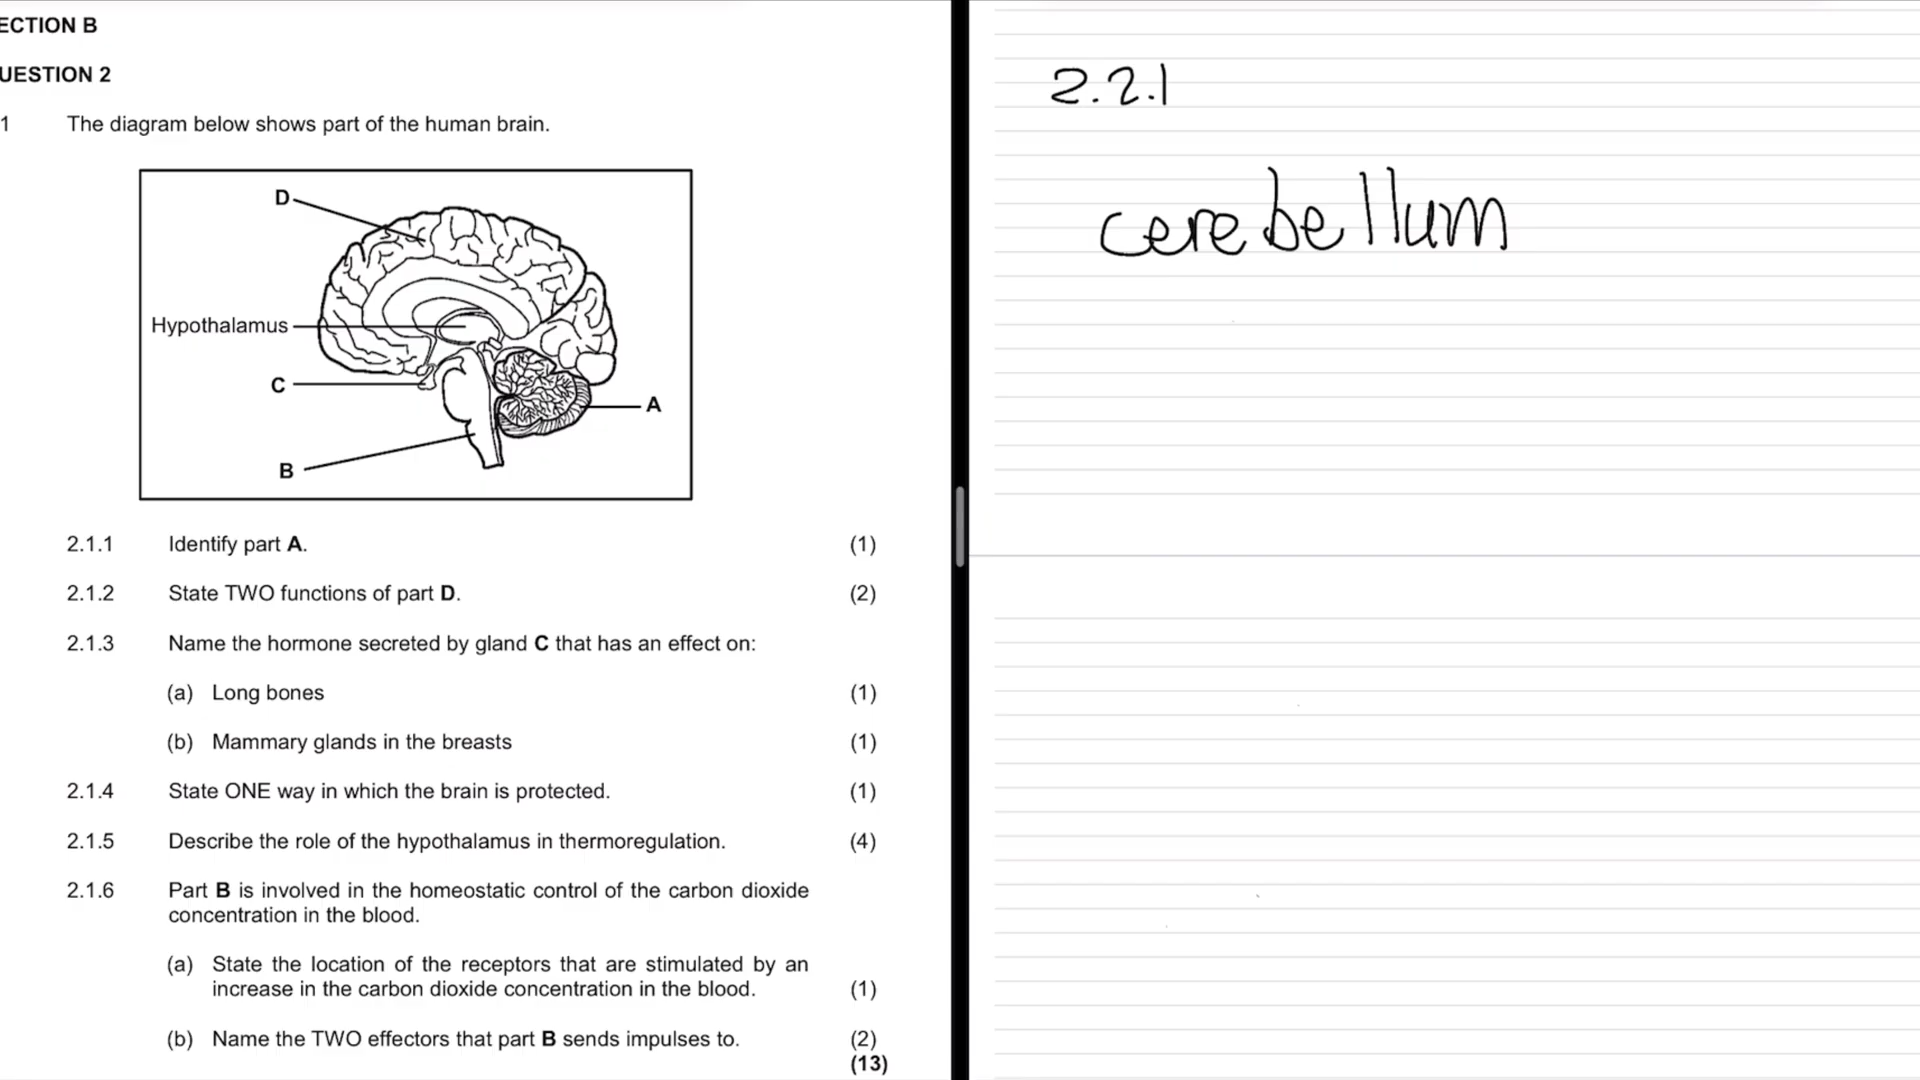 ECTION B
UESTION 2
1 The diagram below shows part of the human brain.
D
Hypothalamus
C
A
B
2.1.1 Identify part A. (1)
2.1.2 State TWO functions of part D. (2)
2.1.3 Name the hormone secreted by gland C that has an effect on:
(a) Long bones (1)
(b) Mammary glands in the breasts (1)
2.1.4 State ONE way in which the brain is protected. (1)
2.1.5 Describe the role of the hypothalamus in thermoregulation. (4)
2.1.6 Part B is involved in the homeostatic control of the carbon dioxide
concentration in the blood.
(a) State the location of the receptors that are stimulated by an
increase in the carbon dioxide concentration in the blood. (1)
(b) Name the TWO effectors that part B sends impulses to. (2)
(13)
2.2.1
cerebellum